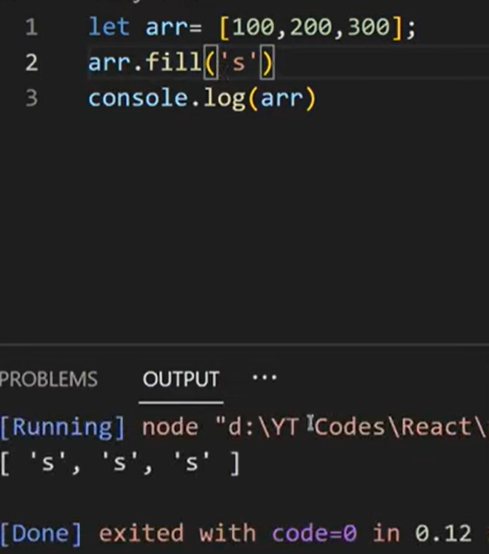 1 let arr= [100,200,300];
2 arr.fill('s')
3 console.log(arr)
PROBLEMS OUTPUT ...
[Running] node "d:\YT Codes\React\
[ 's', 's', 's' ]
[Done] exited with code=0 in 0.12